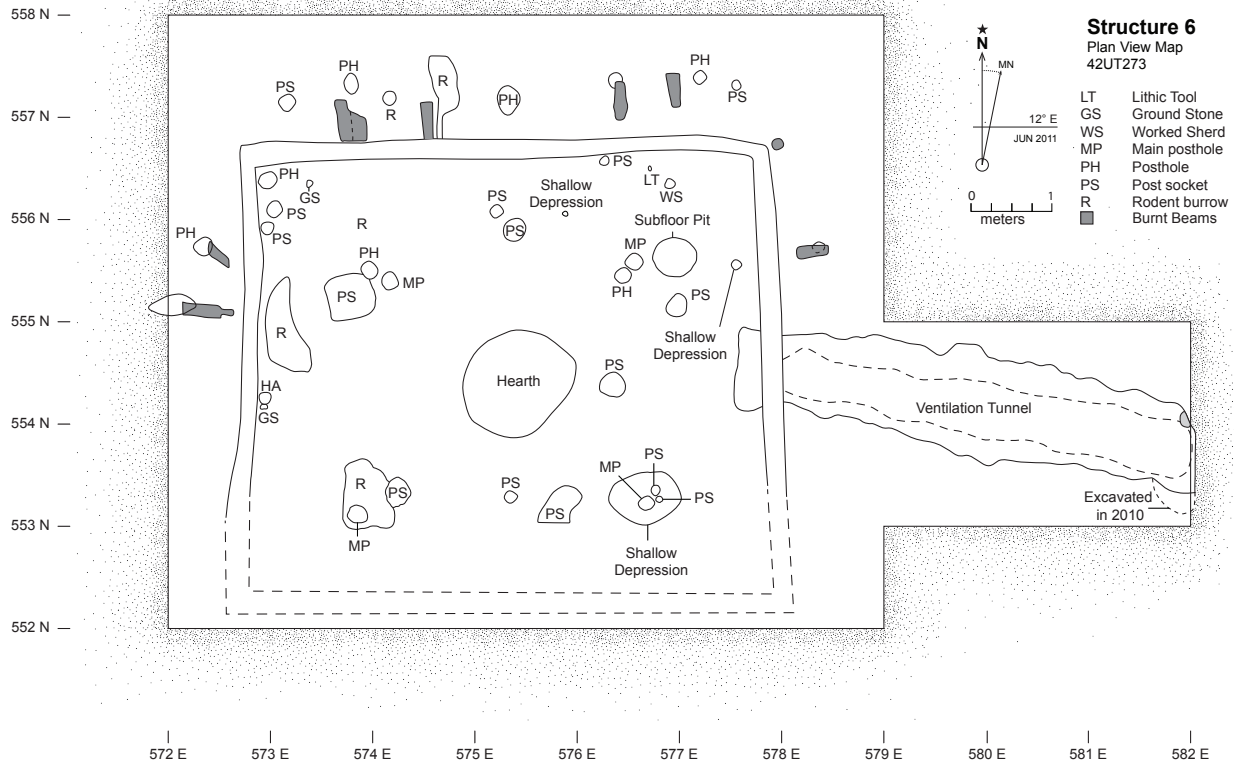 558 N
557 N
556 N
555 N
554 N
553 N
552 N
572 E
573 E
574 E
575 E
576 E
577 E
578 E
579 E
580 E
581 E
582 E
Structure 6
Plan View Map
42UT273
N
MN
12° E
JUN 2011
0
1
meters
LT Lithic Tool
GS Ground Stone
WS Worked Sherd
MP Main posthole
PH Posthole
PS Post socket
R Rodent burrow
Burnt Beams
PS
PH
R
R
PH
PH
PS
PH
GS
PS
PS
PH
R
PS
PS
Shallow
Depression
PS
LT
WS
Subfloor Pit
MP
PH
PS
Shallow
Depression
PH
MP
PS
R
HA
GS
Hearth
PS
Ventilation Tunnel
Excavated
in 2010
R
PS
MP
PS
PS
MP
PS
PS
Shallow
Depression